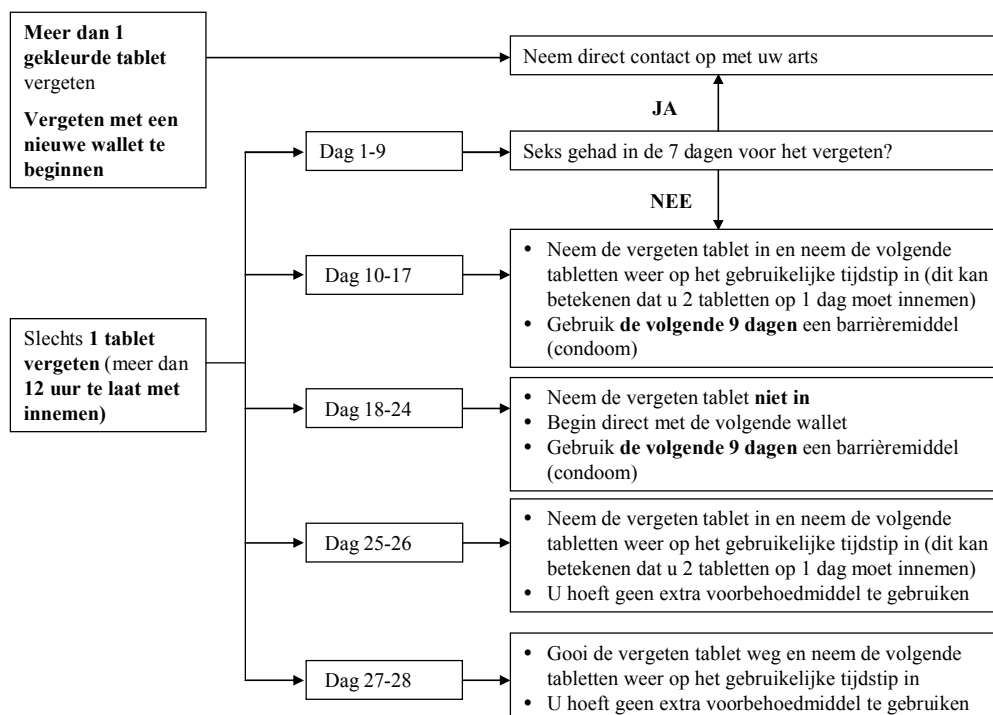 Meer dan 1
gekleurde tablet
vergeten
Vergeten met een
nieuwe wallet te
beginnen
Neem direct contact op met uw arts
JA
Dag 1-9
Seks gehad in de 7 dagen voor het vergeten?
NEE
Dag 10-17
• Neem de vergeten tablet in en neem de volgende
tabletten weer op het gebruikelijke tijdstip in (dit kan
betekenen dat u 2 tabletten op 1 dag moet innemen)
• Gebruik de volgende 9 dagen een barrièremiddel
(condoom)
Slechts 1 tablet
vergeten (meer dan
12 uur te laat met
innemen)
Dag 18-24
• Neem de vergeten tablet niet in
• Begin direct met de volgende wallet
• Gebruik de volgende 9 dagen een barrièremiddel
(condoom)
Dag 25-26
• Neem de vergeten tablet in en neem de volgende
tabletten weer op het gebruikelijke tijdstip in (dit kan
betekenen dat u 2 tabletten op 1 dag moet innemen)
• U hoeft geen extra voorbehoedmiddel te gebruiken
Dag 27-28
• Gooi de vergeten tablet weg en neem de volgende
tabletten weer op het gebruikelijke tijdstip in
• U hoeft geen extra voorbehoedmiddel te gebruiken